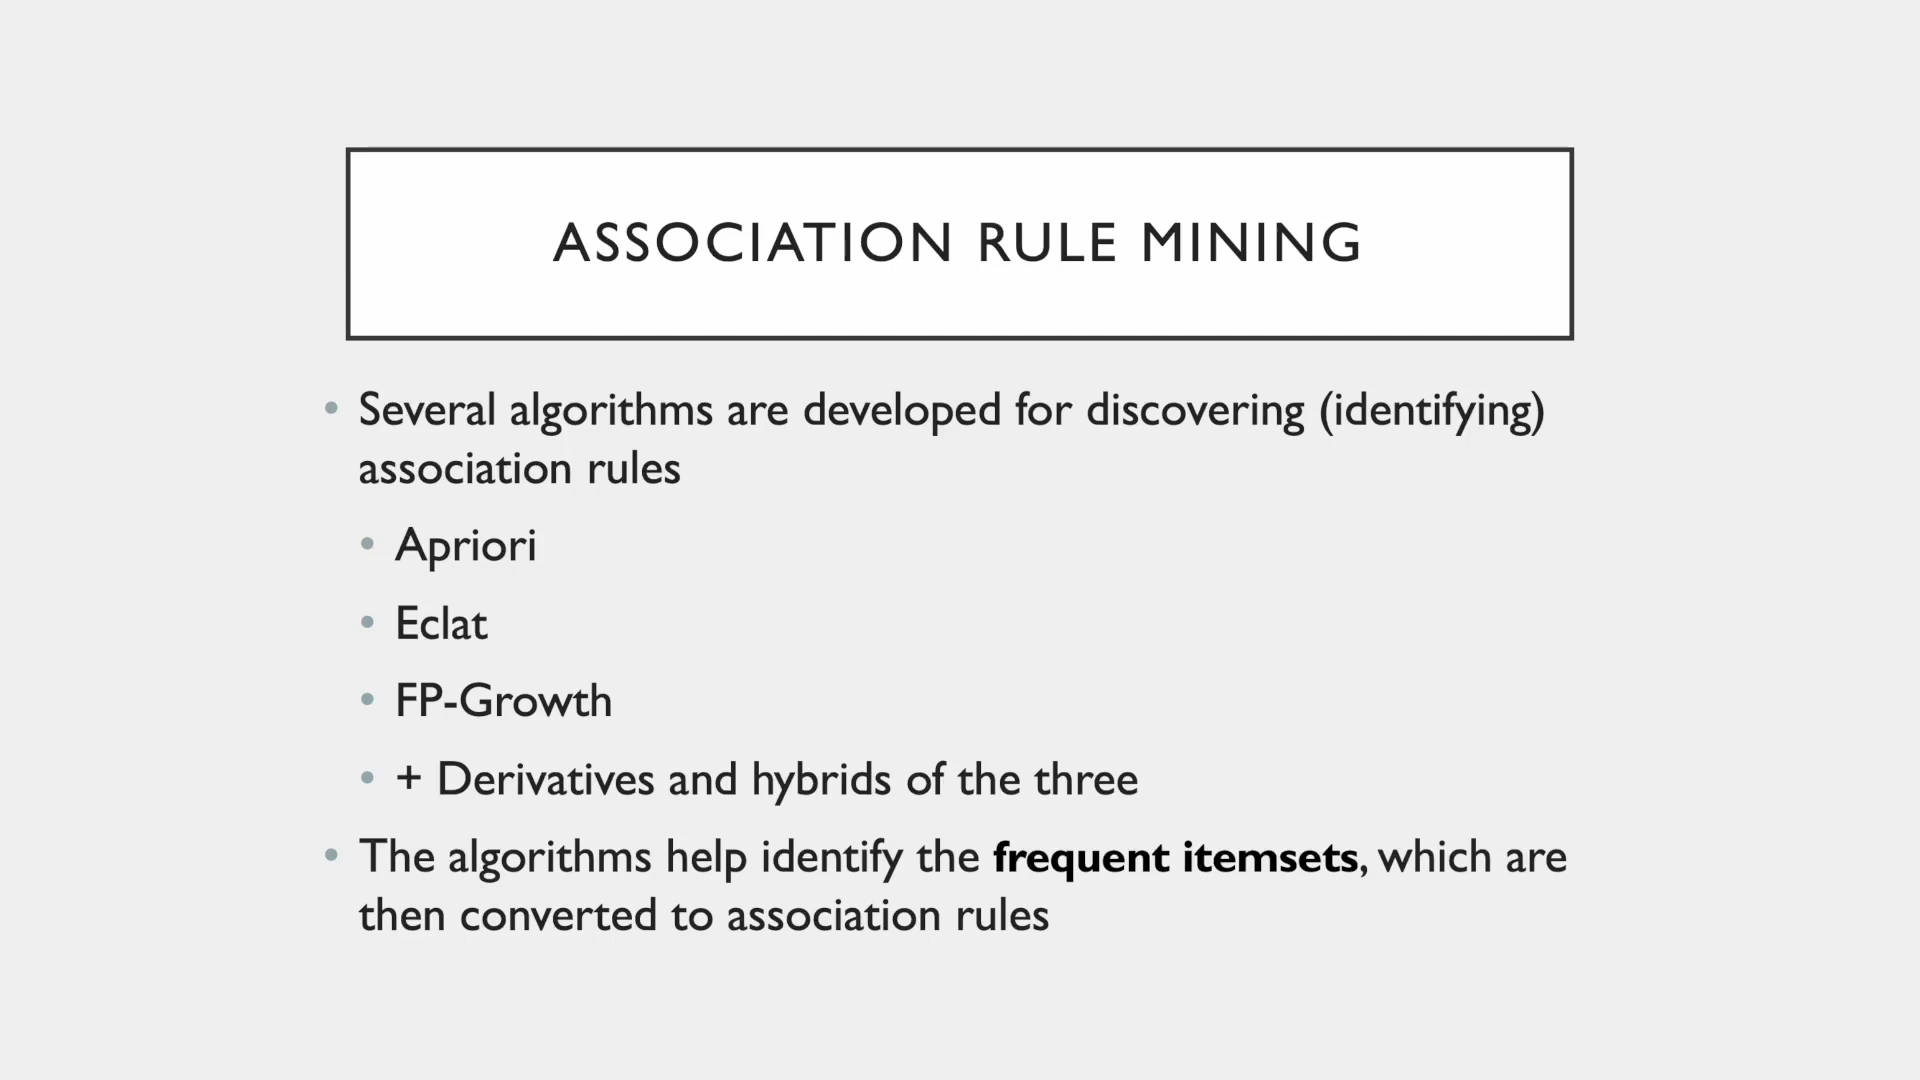 ASSOCIATION RULE MINING
• Several algorithms are developed for discovering (identifying)
association rules
• Apriori
• Eclat
• FP-Growth
• + Derivatives and hybrids of the three
• The algorithms help identify the frequent itemsets, which are
then converted to association rules